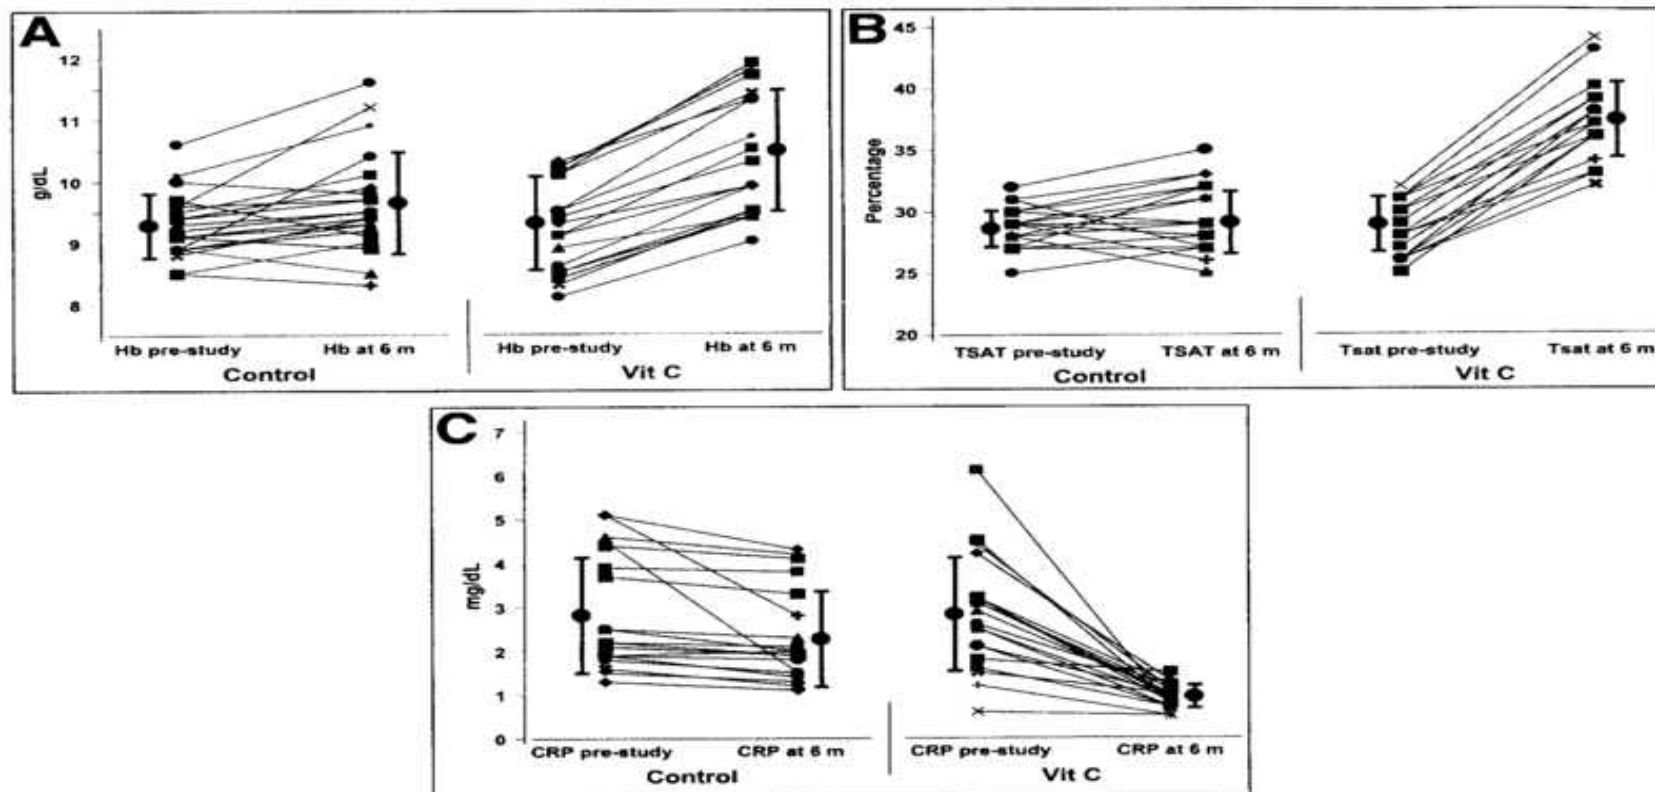 A
g/dL
12
11
10
9
8
Hb pre-study Hb at 6 m Hb pre-study Hb at 6 m
Control Vit C
B
Percentage
45
40
35
30
25
20
TSAT pre-study TSAT at 6 m Tsat pre-study Tsat at 6 m
Control Vit C
C
mg/dL
7
6
5
4
3
2
1
0
CRP pre-study CRP at 6 m CRP pre-study CRP at 6 m
Control Vit C